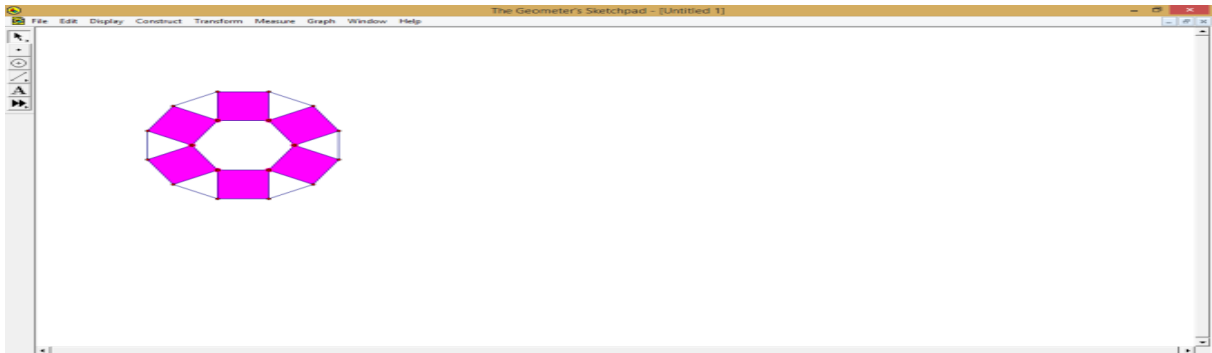 The Geometer's Sketchpad - [Untitled 1]
File Edit Display Construct Transform Measure Graph Window Help
A